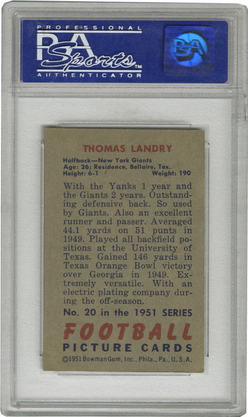 PSA
Sports
AUTHENTICATOR
PSA
THOMAS LANDRY
Halfback—New York Giants
Age: 26; Residence, Bellaire, Tex.
Height: 6-1 Weight: 190
With the Yanks 1 year and
the Giants 2 years. Outstand-
ing defensive back. So used
by Giants. Also an excellent
runner and passer. Averaged
44.1 yards on 51 punts in
1949. Played all backfield po-
sitions at the University of
Texas. Gained 146 yards in
Texas Orange Bowl victory
over Georgia in 1949. Ex-
tremely versatile. With an
electric plating company dur-
ing the off-season.
No. 20 in the 1951 SERIES
FOOTBALL
PICTURE CARDS
©1951 Bowman Gum, Inc., Phila., Pa., U.S.A.